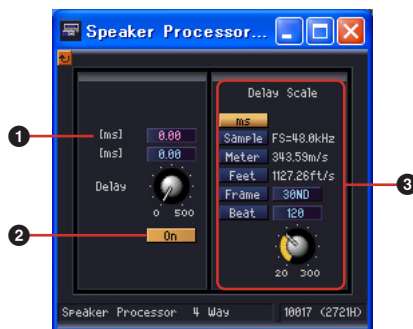 Speaker Processor...
Delay Scale
ms
1 [ms] 0.00
[ms] 0.00
Sample FS=48.0kHz
Meter 343.59m/s
Feet 1127.26ft/s
3
Delay
Frame 30ND
Beat 120
0 500
2 On
20 300
Speaker Processor 4 Way 10017 (2721H)